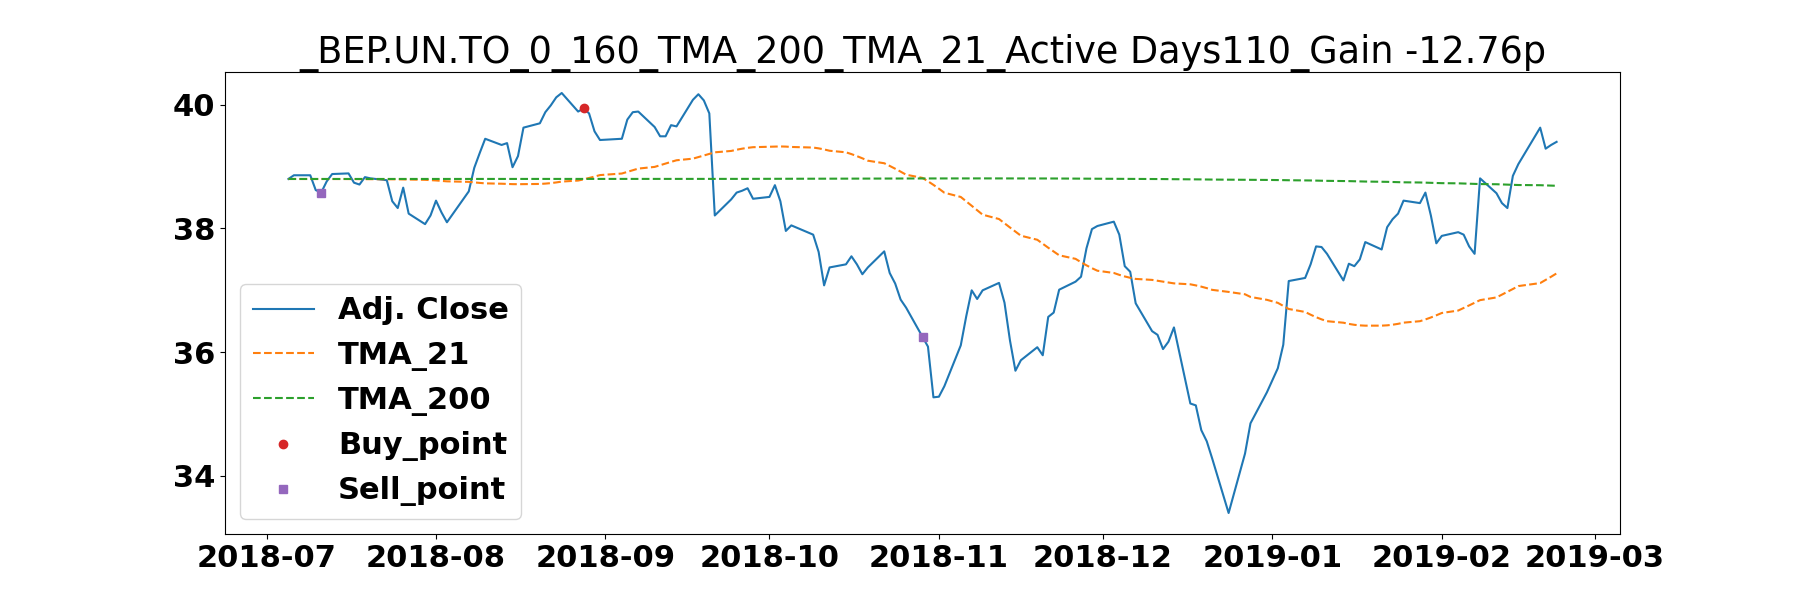 _BEP.UN.TO_0_160_TMA_200_TMA_21_Active Days110_Gain -12.76p
40
38
36
34
Adj. Close
TMA_21
TMA_200
Buy_point
Sell_point
2018-07 2018-08 2018-09 2018-10 2018-11 2018-12 2019-01 2019-02 2019-03